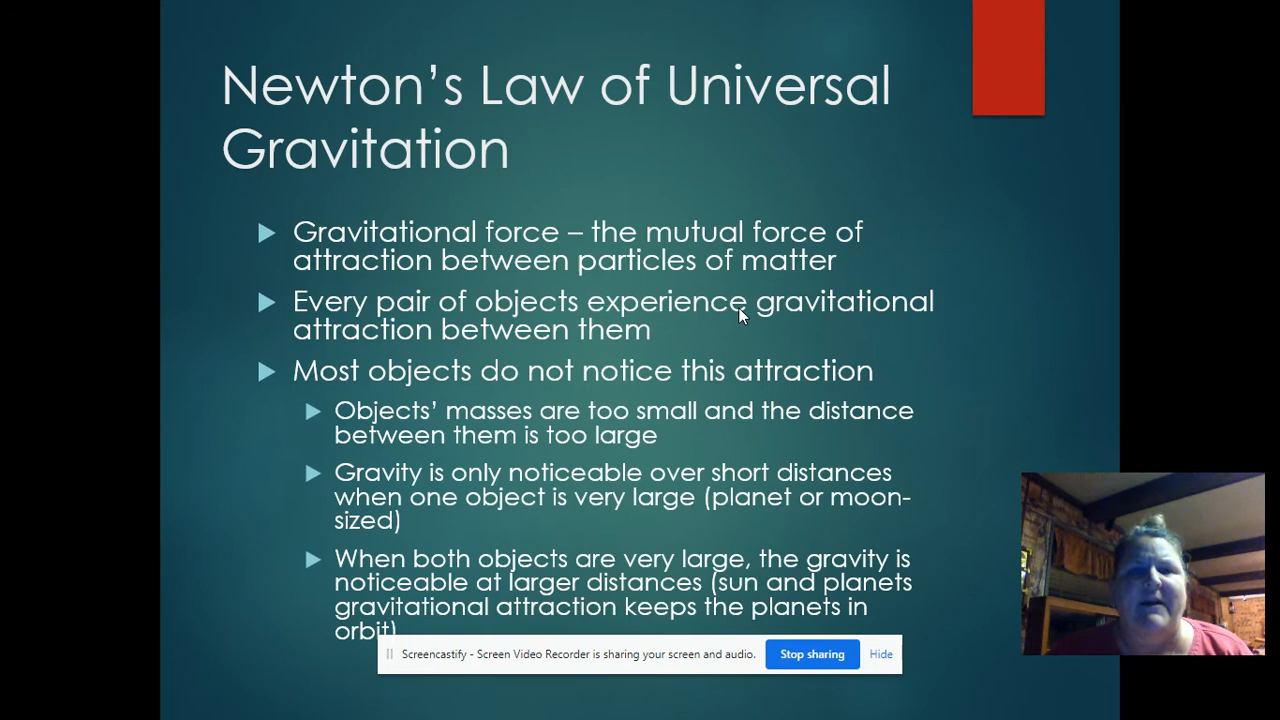 Newton’s Law of Universal
Gravitation
Gravitational force – the mutual force of
attraction between particles of matter
Every pair of objects experience gravitational
attraction between them
Most objects do not notice this attraction
Objects’ masses are too small and the distance
between them is too large
Gravity is only noticeable over short distances
when one object is very large (planet or moon-
sized)
When both objects are very large, the gravity is
noticeable at larger distances (sun and planets
gravitational attraction keeps the planets in
orbit)
Screencastify - Screen Video Recorder is sharing your screen and audio. Stop sharing Hide